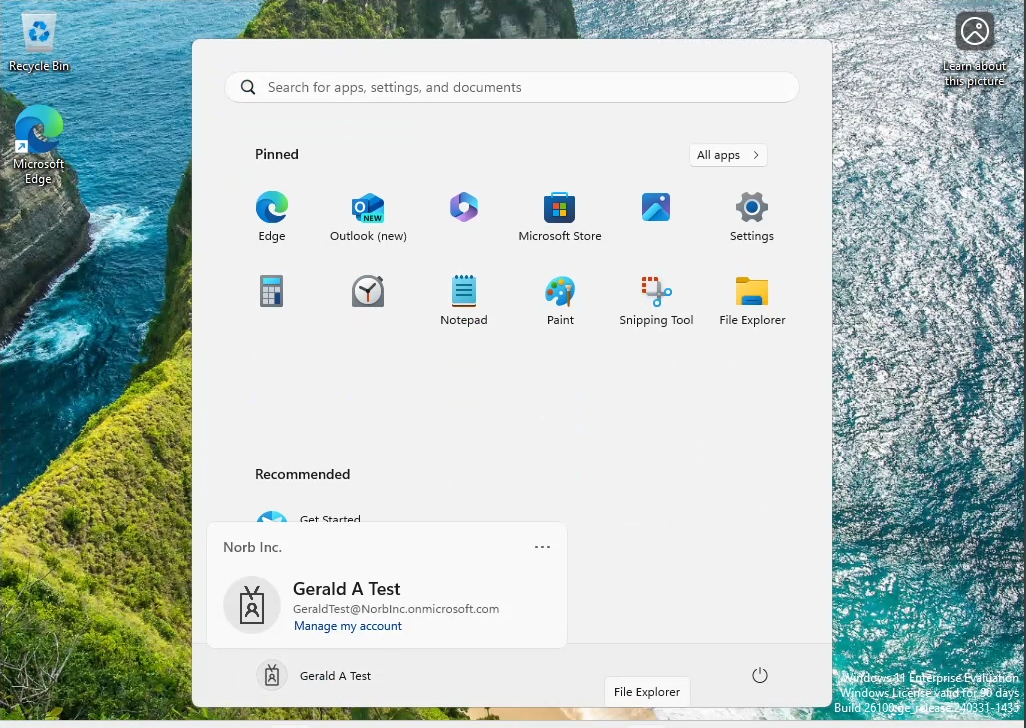 Recycle Bin
Microsoft
Edge
Learn about
this picture
Search for apps, settings, and documents
Pinned
All apps
Edge
Outlook (new)
NEW
Microsoft Store
Settings
Notepad
Paint
Snipping Tool
File Explorer
Recommended
Get Started
Norb Inc.
Gerald A Test
GeraldTest@NorbInc.onmicrosoft.com
Manage my account
Gerald A Test
File Explorer
Windows 11 Enterprise Evaluation
Windows License valid for 90 days
Build 26100.ge_release.240331-1435